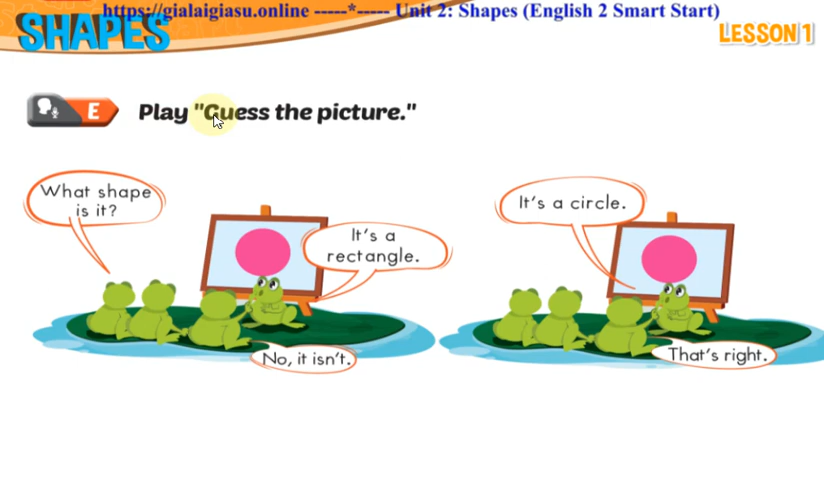 https://gialaigiasu.online -----*----- Unit 2: Shapes (English 2 Smart Start)
SHAPES
LESSON 1
E
Play "Guess the picture."
What shape
is it?
It's a
rectangle.
No, it isn't.
It's a circle.
That's right.